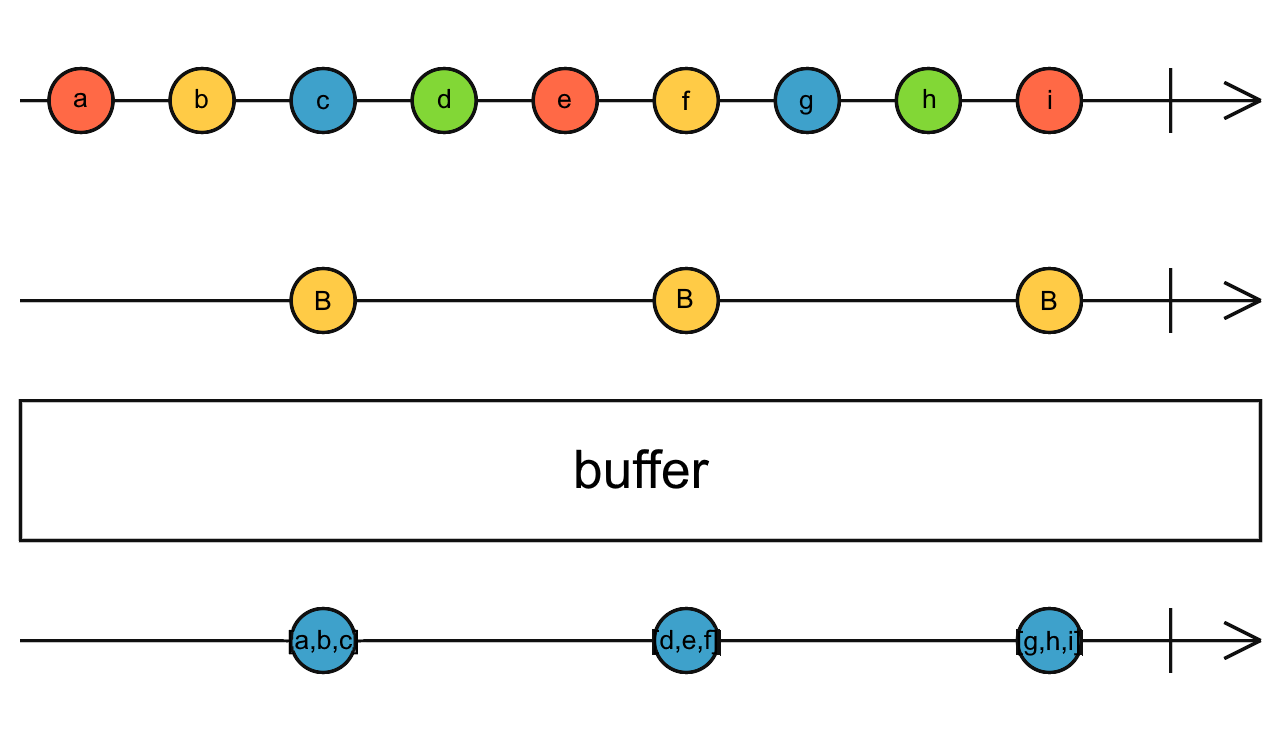 a b c d e f g h i
B B B
buffer
[a,b,c] [d,e,f] [g,h,i]